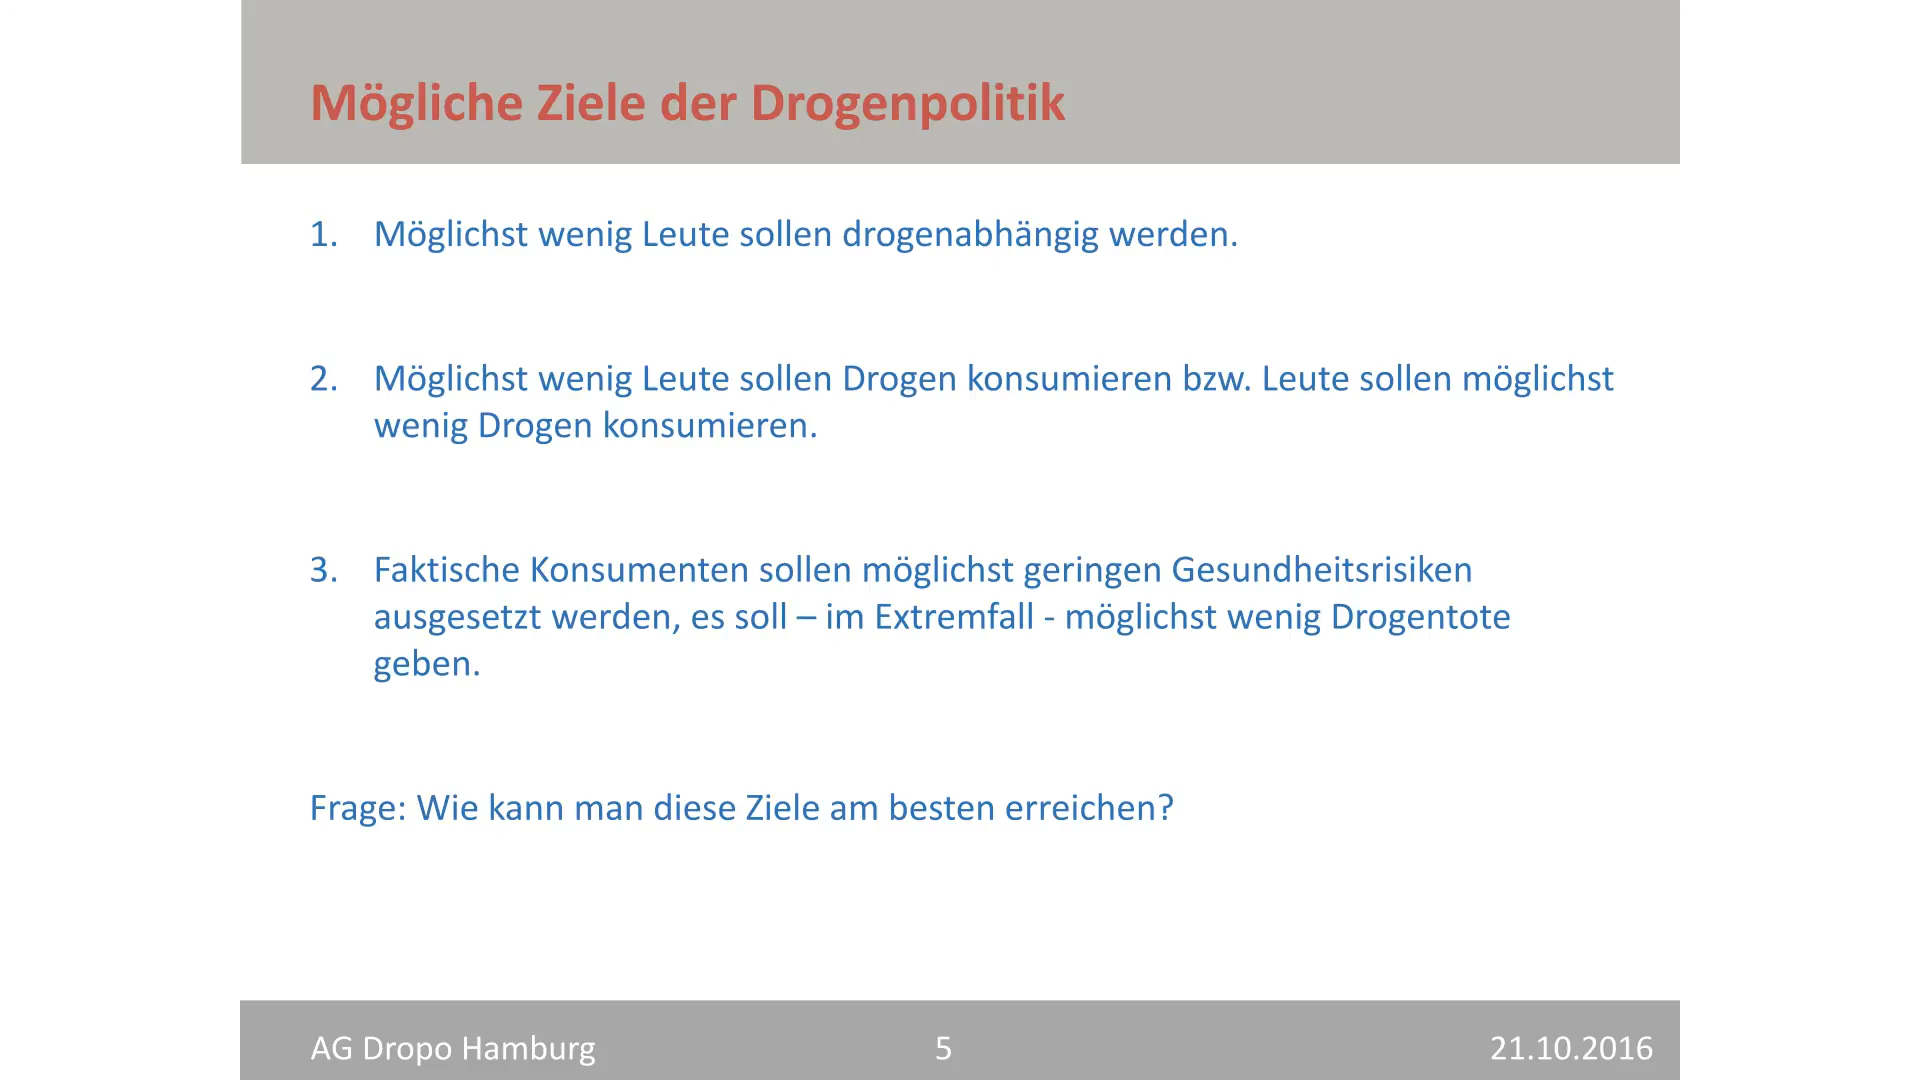 Mögliche Ziele der Drogenpolitik
1. Möglichst wenig Leute sollen drogenabhängig werden.
2. Möglichst wenig Leute sollen Drogen konsumieren bzw. Leute sollen möglichst
wenig Drogen konsumieren.
3. Faktische Konsumenten sollen möglichst geringen Gesundheitsrisiken
ausgesetzt werden, es soll – im Extremfall - möglichst wenig Drogentote
geben.
Frage: Wie kann man diese Ziele am besten erreichen?
AG Dropo Hamburg 5 21.10.2016